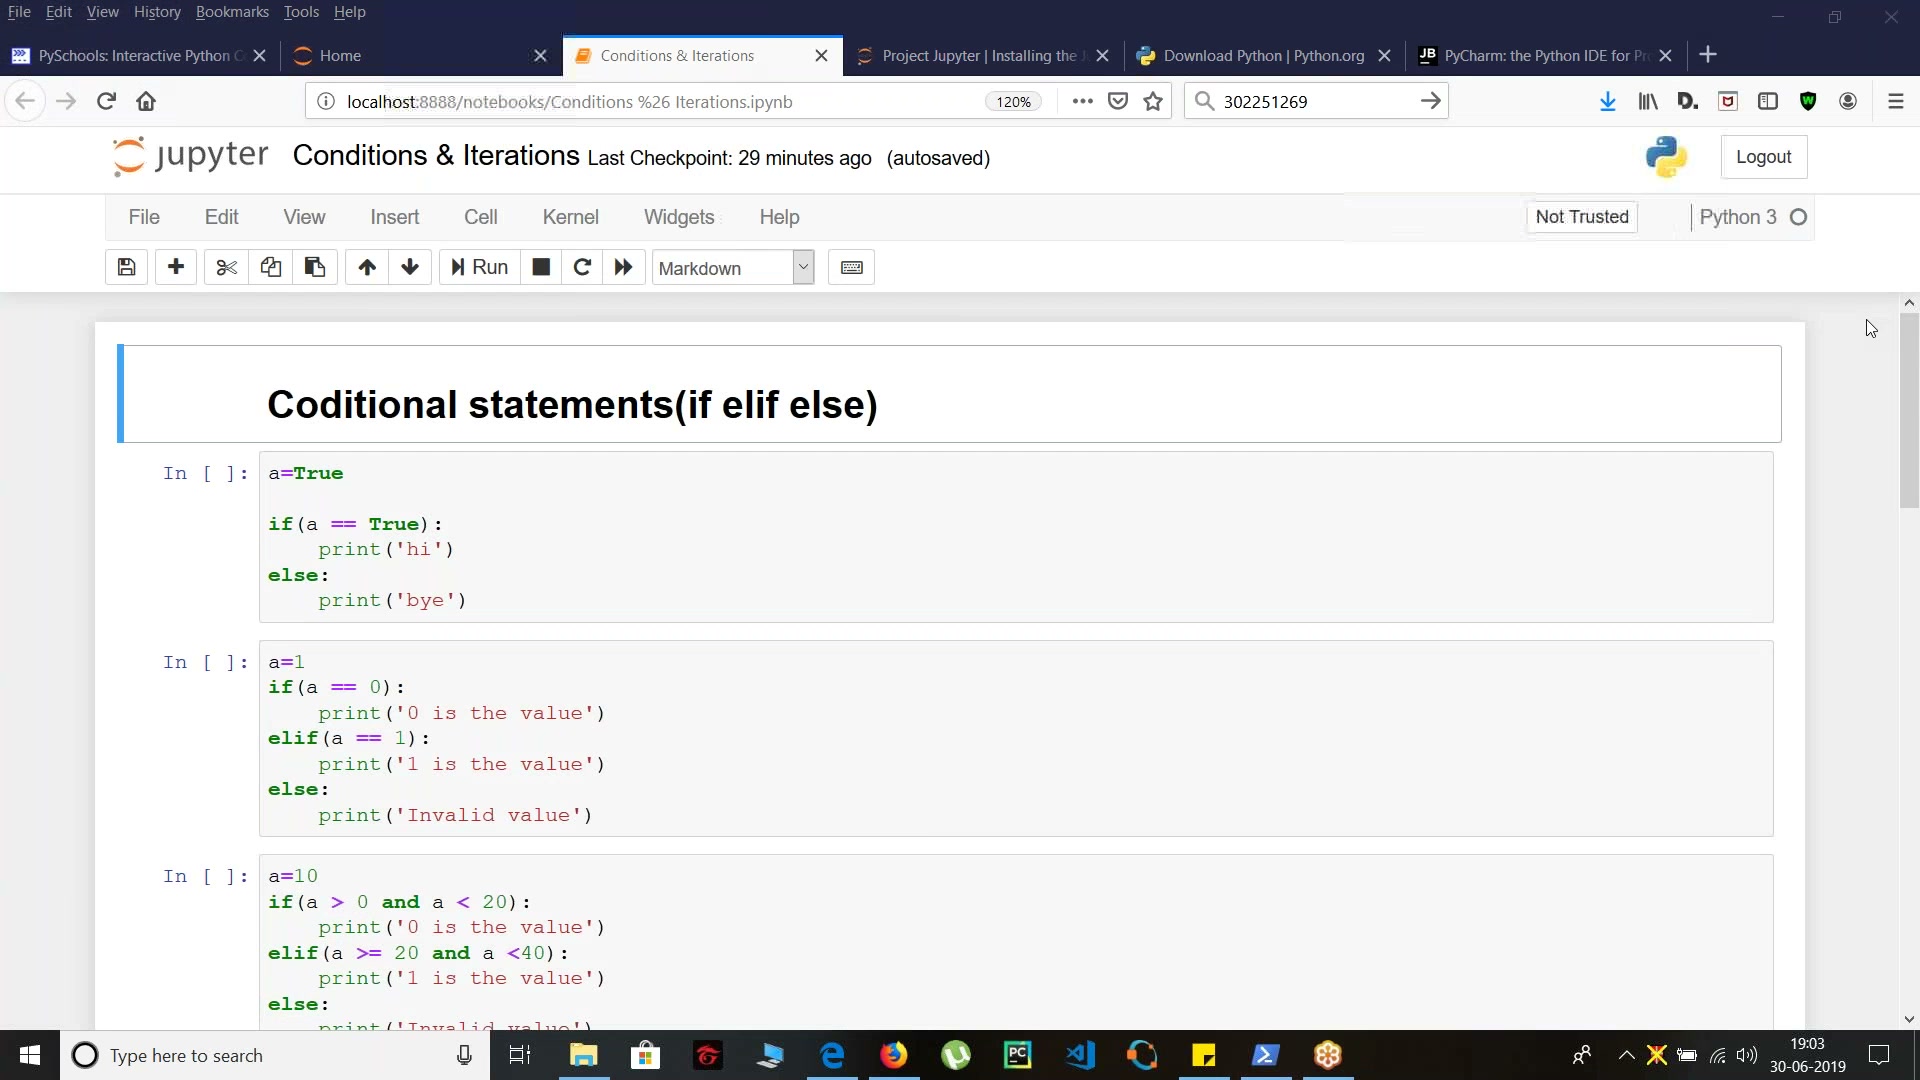 File Edit View History Bookmarks Tools Help
PySchools: Interactive Python C
Home
Conditions & Iterations
Project Jupyter | Installing the J
Download Python | Python.org
JB PyCharm: the Python IDE for Pr
localhost:8888/notebooks/Conditions %26 Iterations.ipynb
120%
302251269
jupyter Conditions & Iterations Last Checkpoint: 29 minutes ago (autosaved)
Logout
File Edit View Insert Cell Kernel Widgets Help
Not Trusted
Python 3
Run
Markdown
Coditional statements(if elif else)
In [ ]: a=True
if(a == True):
    print('hi')
else:
    print('bye')
In [ ]: a=1
if(a == 0):
    print('0 is the value')
elif(a == 1):
    print('1 is the value')
else:
    print('Invalid value')
In [ ]: a=10
if(a > 0 and a < 20):
    print('0 is the value')
elif(a >= 20 and a <40):
    print('1 is the value')
else:
    print('Invalid value')
Type here to search
PC
19:03
30-06-2019